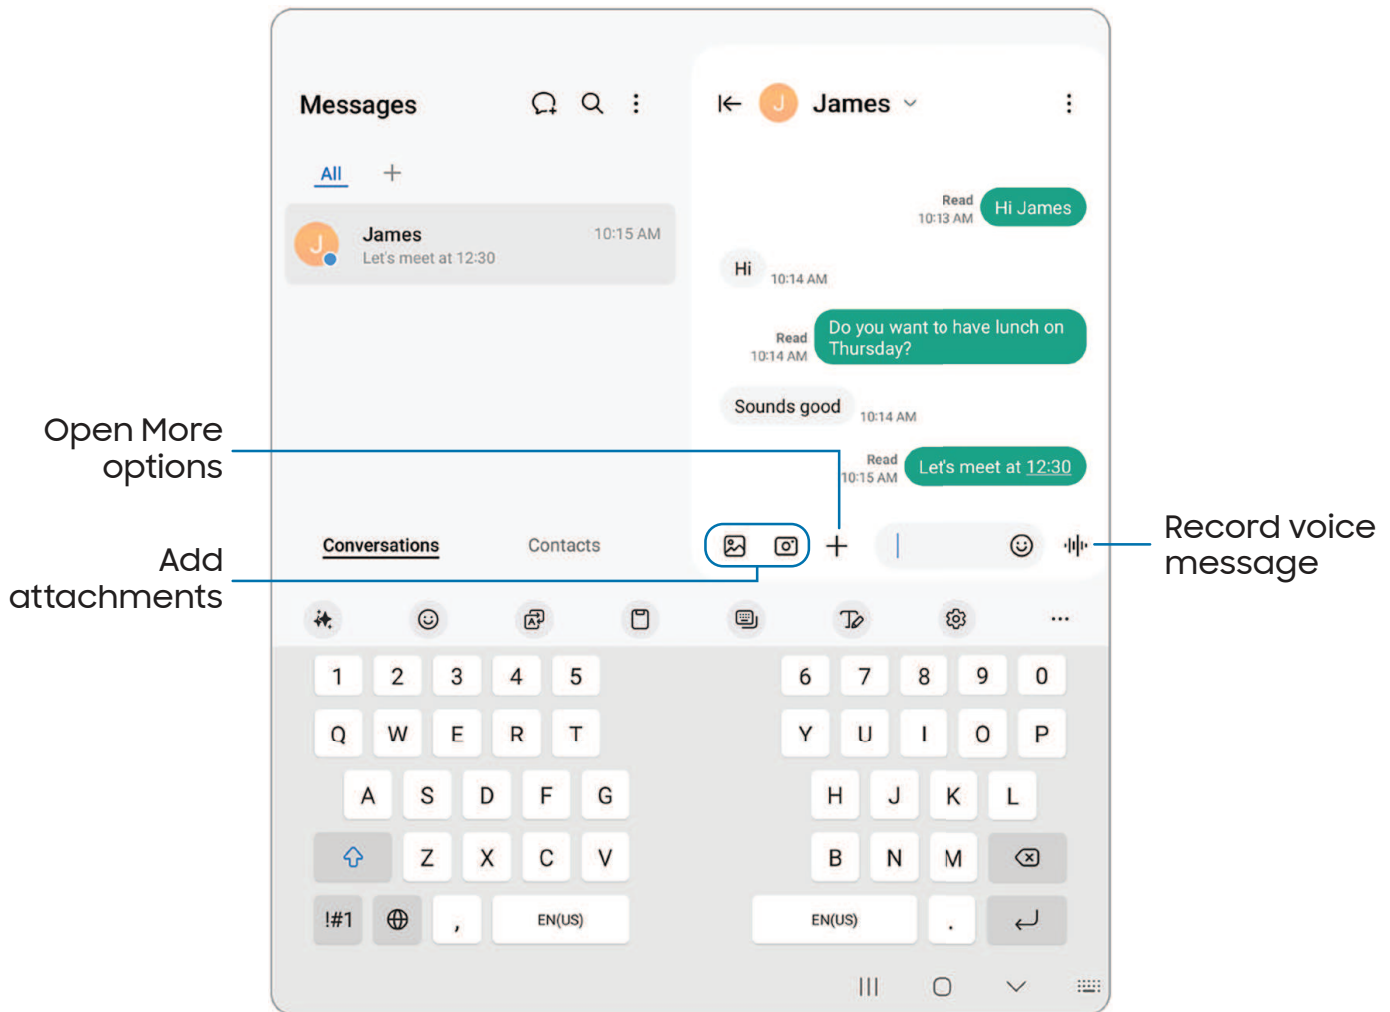 Messages
All
J
James
10:15 AM
Let's meet at 12:30
Conversations
Contacts
J
James
Read
10:13 AM
Hi James
Hi
10:14 AM
Do you want to have lunch on
Thursday?
Read
10:14 AM
Sounds good
10:14 AM
Read
10:15 AM
Let's meet at 12:30
Open More
options
Add
attachments
Record voice
message
1 2 3 4 5 6 7 8 9 0
Q W E R T Y U I O P
A S D F G H J K L
Z X C V B N M
!#1 , EN(US) EN(US) .